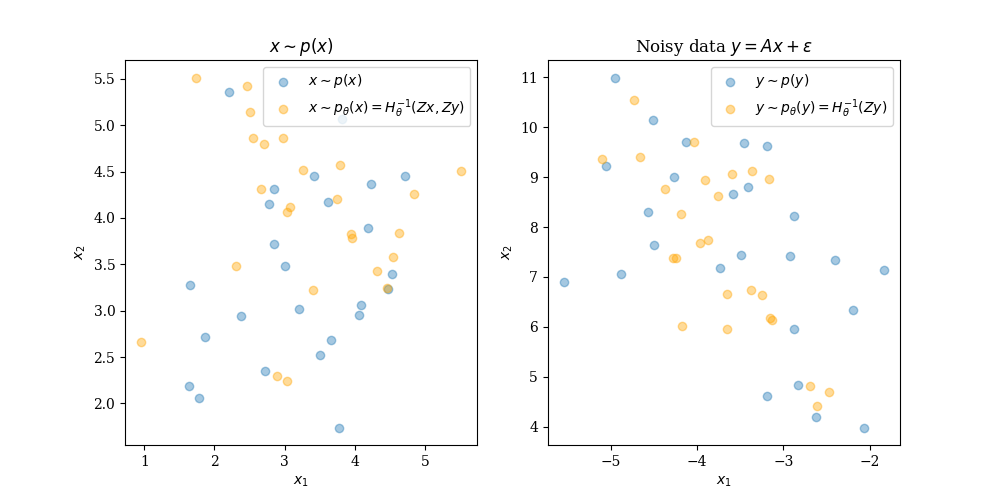 x ~ p(x)
x ~ p(x)
x ~ p_θ(x) = H_θ^{-1}(Zx, Zy)
5.5
5.0
4.5
4.0
3.5
3.0
2.5
2.0
x₂
1 2 3 4 5
x₁
Noisy data y = Ax + ε
y ~ p(y)
y ~ p_θ(y) = H_θ^{-1}(Zy)
11
10
9
8
7
6
5
4
x₂
−5 −4 −3 −2
x₁